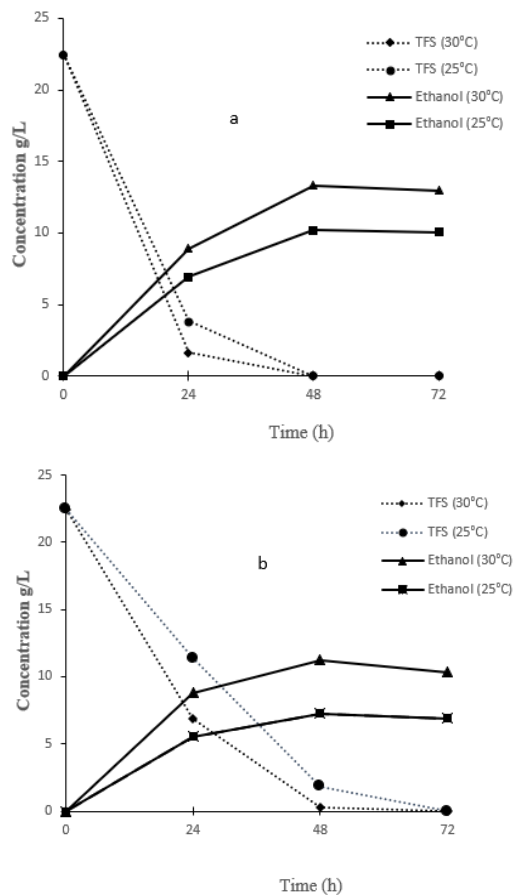 25
TFS (30°C)
TFS (25°C)
20
Ethanol (30°C)
a
Ethanol (25°C)
15
Concentration g/L
10
5
0
0 24 48 72
Time (h)
25
TFS (30°C)
20
TFS (25°C)
Ethanol (30°C)
b
Ethanol (25°C)
15
Concentration g/L
10
5
0
0 24 48 72
Time (h)